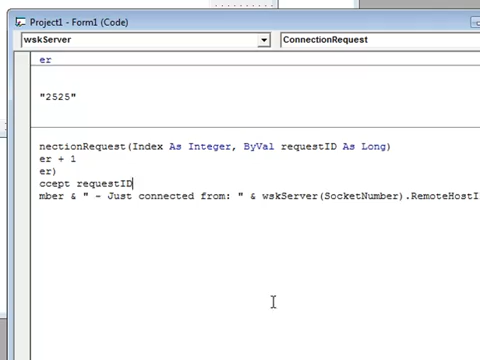 Project1 - Form1 (Code)
wskServer ConnectionRequest
er
"2525"
nectionRequest(Index As Integer, ByVal requestID As Long)
er + 1
er)
ccept requestID
mber & " - Just connected from: " & wskServer(SocketNumber).RemoteHostI